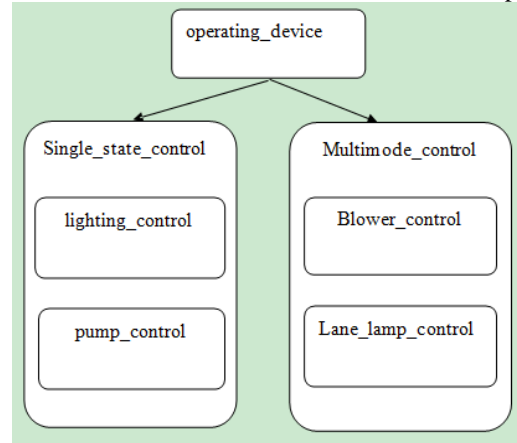 operating_device
Single_state_control
lighting_control
pump_control
Multimode_control
Blower_control
Lane_lamp_control